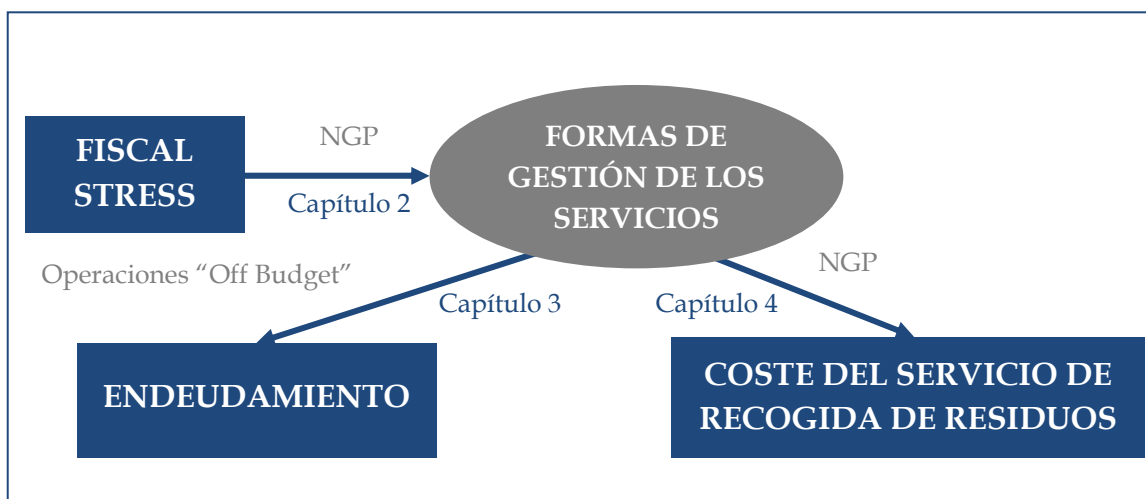 FISCAL
STRESS
NGP
Capítulo 2
FORMAS DE
GESTIÓN DE LOS
SERVICIOS
Operaciones “Off Budget”
NGP
Capítulo 3
Capítulo 4
ENDEUDAMIENTO
COSTE DEL SERVICIO DE
RECOGIDA DE RESIDUOS